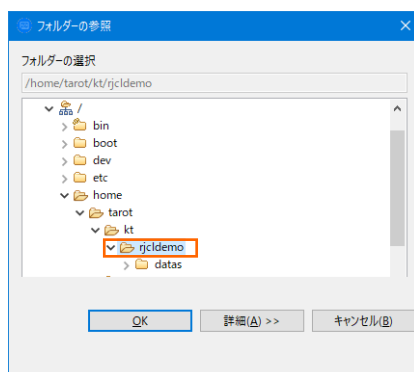 フォルダーの参照
フォルダーの選択
/home/tarot/kt/rjcldemo
/
bin
boot
dev
etc
home
tarot
kt
rjcldemo
datas
OK
詳細(A) >>
キャンセル(B)